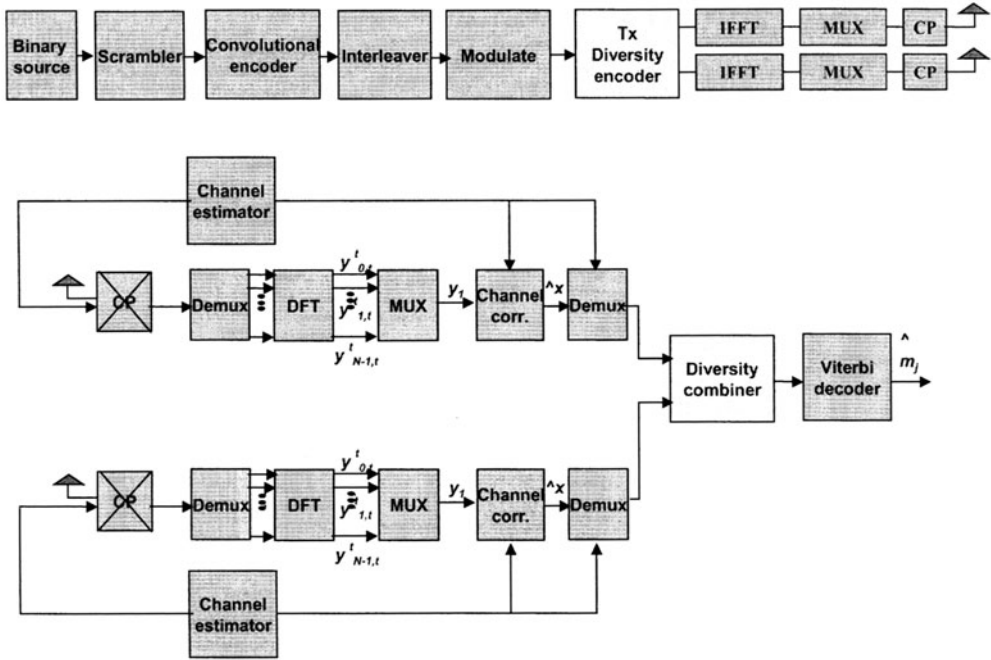 Binary
source
Scrambler
Convolutional
encoder
Interleaver
Modulate
Tx
Diversity
encoder
IFFT
MUX
CP
IFFT
MUX
CP
Channel
estimator
CP
Demux
DFT
y^t_{0,t}
y^t_{1,t}
y^t_{N-1,t}
MUX
y_1
Channel
corr.
^x
Demux
Diversity
combiner
Viterbi
decoder
^
m_j
CP
Demux
DFT
y^t_{0,t}
y^t_{1,t}
y^t_{N-1,t}
MUX
y_1
Channel
corr.
^x
Demux
Channel
estimator